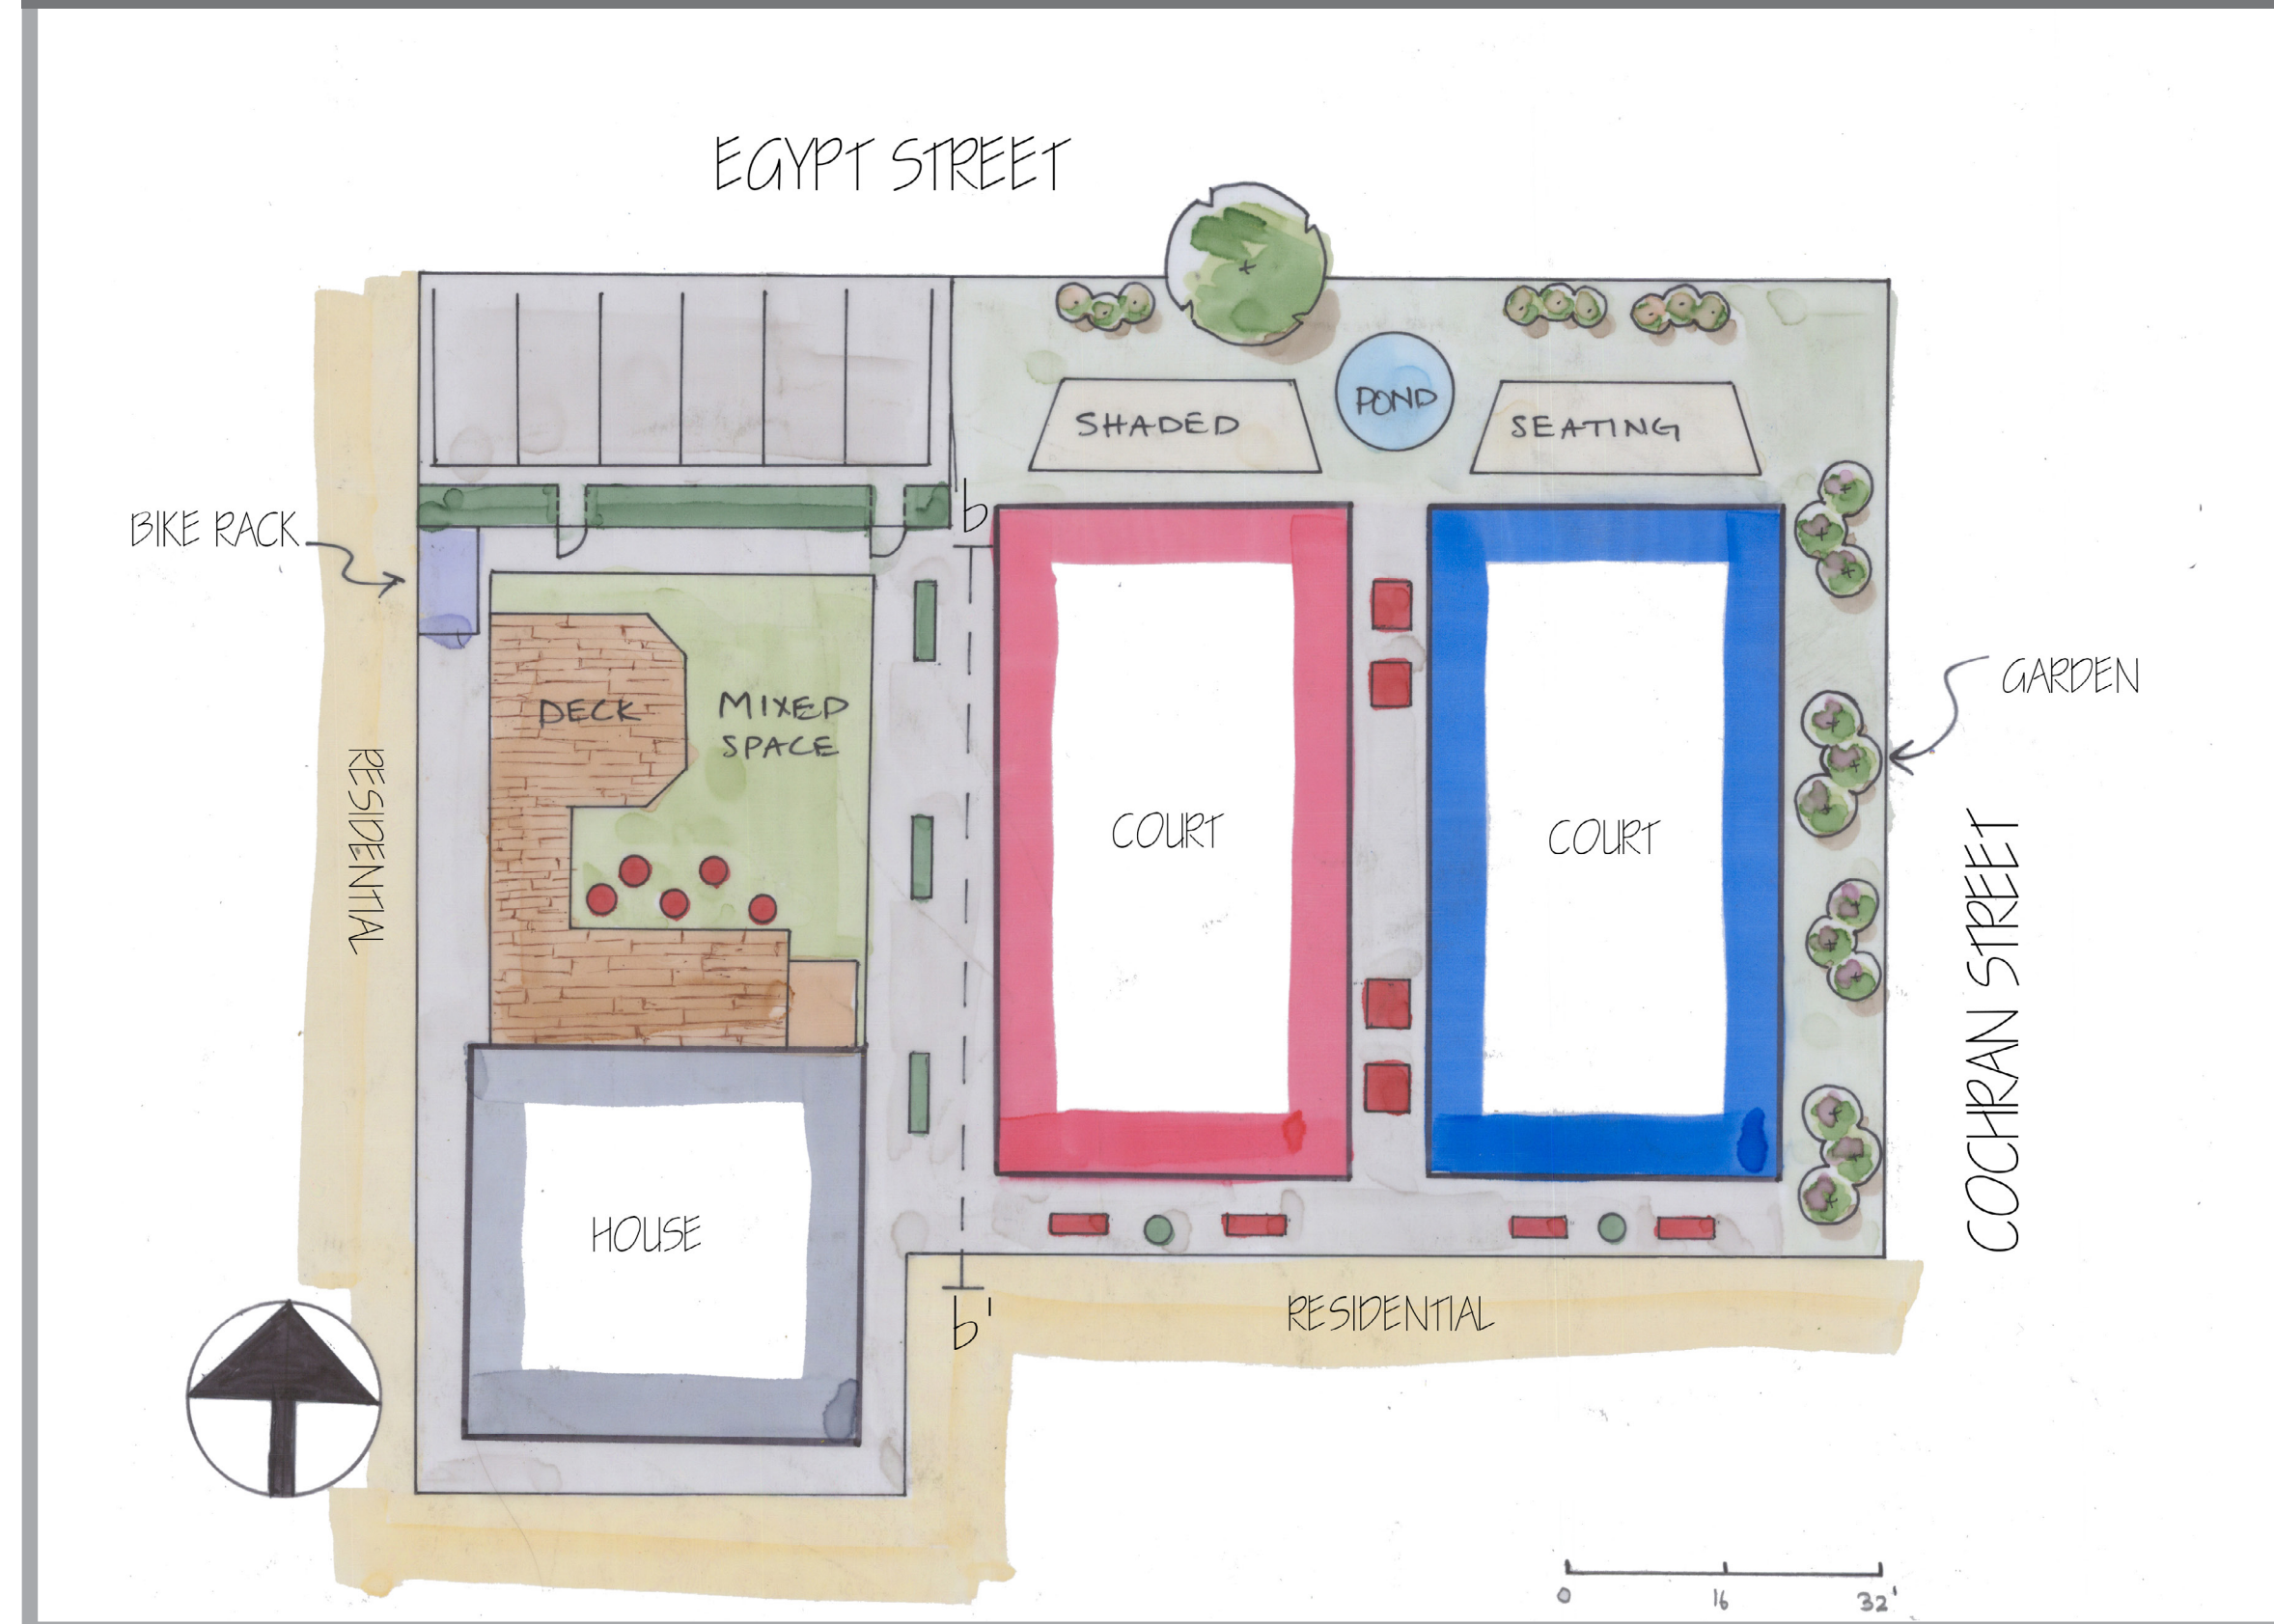 EGYPT STREET
SHADED
POND
SEATING
b
BIKE RACK
DECK
MIXED
SPACE
GARDEN
RESIDENTIAL
COURT
COURT
COCHRAN STREET
HOUSE
b'
RESIDENTIAL
0 16 32'